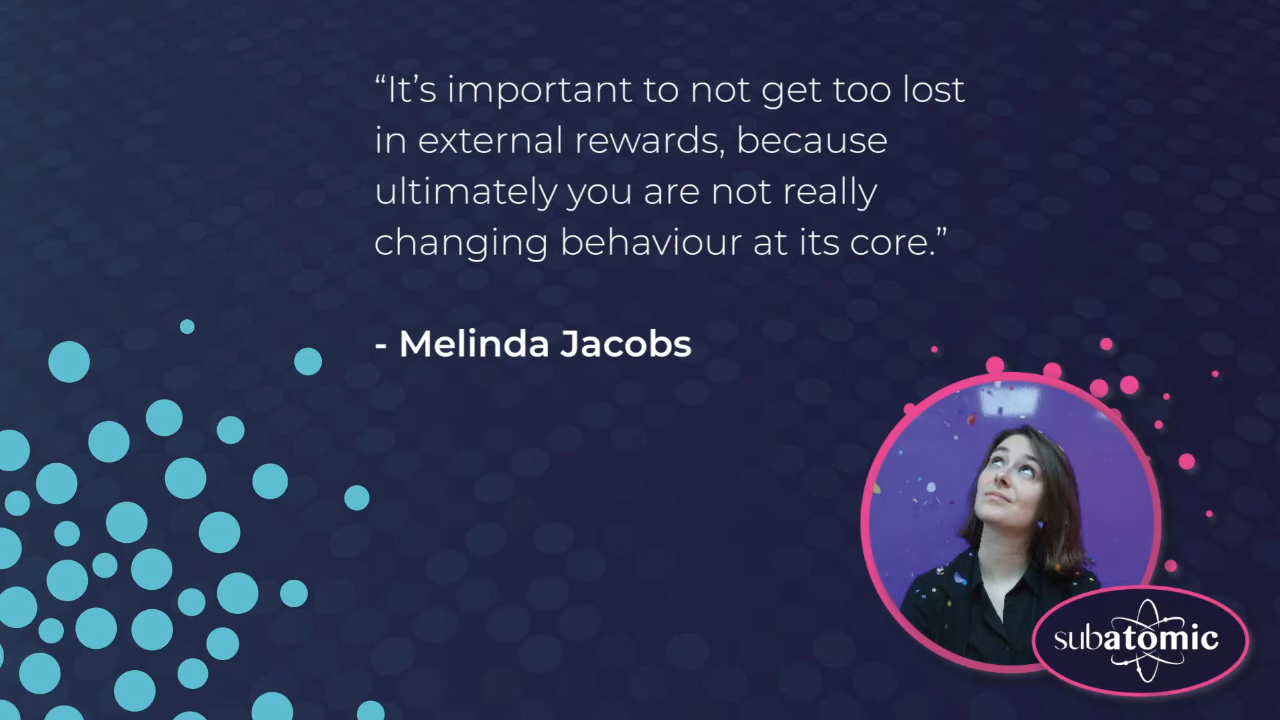 “It’s important to not get too lost
in external rewards, because
ultimately you are not really
changing behaviour at its core.”
- Melinda Jacobs
subatomic